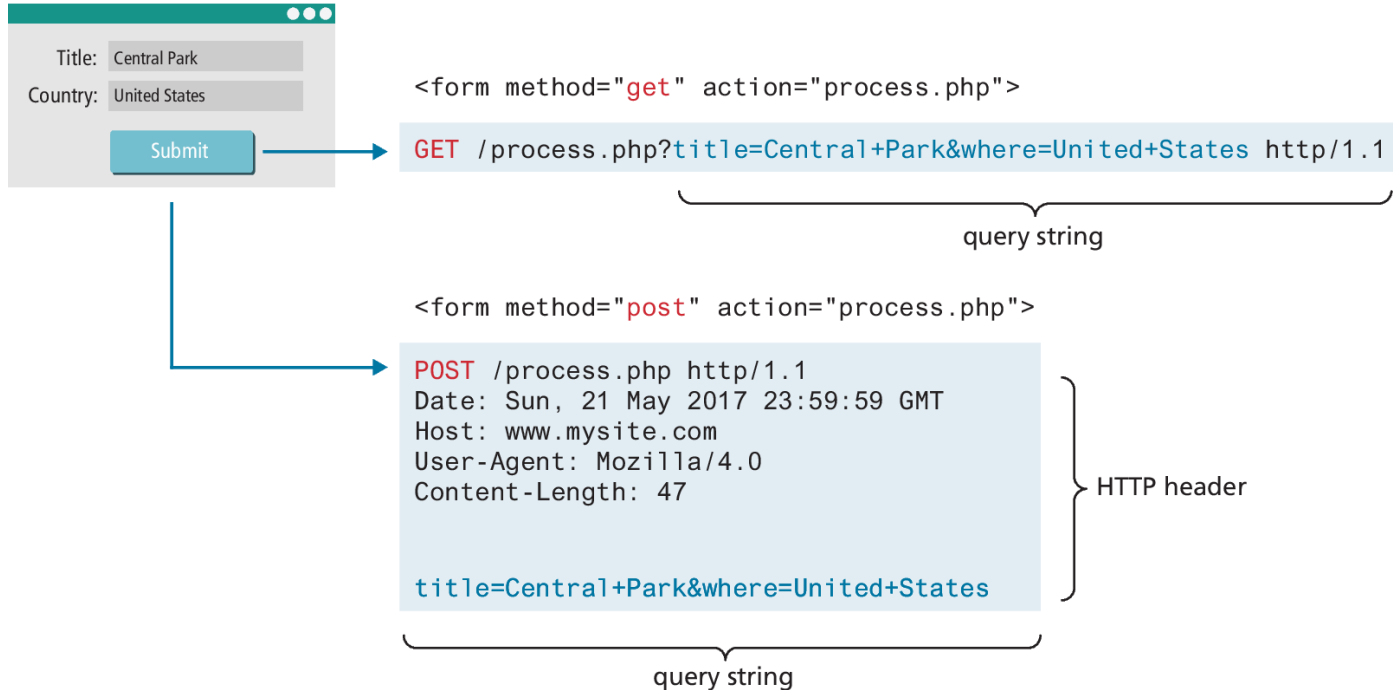 Title: Central Park
Country: United States
Submit
<form method="get" action="process.php">
GET /process.php?title=Central+Park&where=United+States http/1.1
query string
<form method="post" action="process.php">
POST /process.php http/1.1
Date: Sun, 21 May 2017 23:59:59 GMT
Host: www.mysite.com
User-Agent: Mozilla/4.0
Content-Length: 47
HTTP header
title=Central+Park&where=United+States
query string